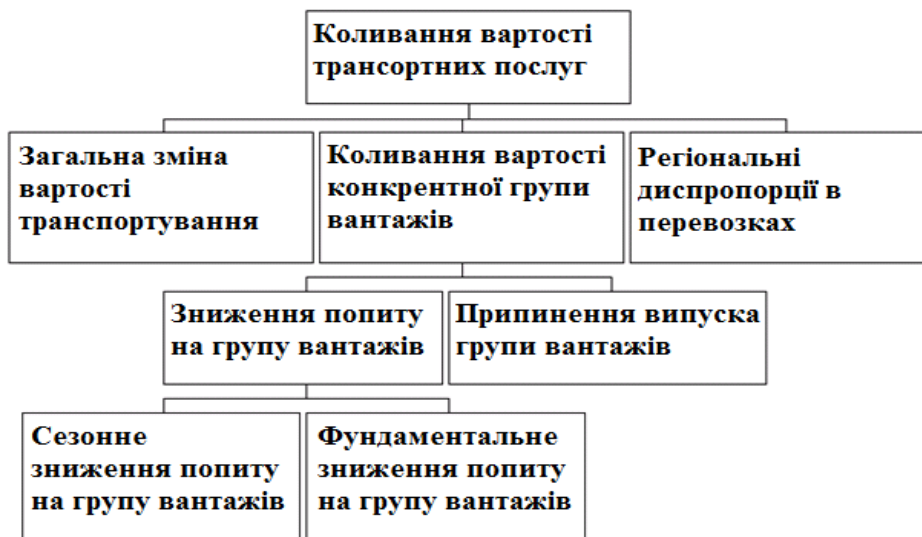 Коливання вартості
трансортних послуг
Загальна зміна
вартості
транспортування
Коливання вартості
конкрентної групи
вантажів
Регіональні
диспропорції в
перевозках
Зниження попиту
на групу вантажів
Припинення випуска
групи вантажів
Сезонне
зниження попиту
на групу вантажів
Фундаментальне
зниження попиту
на групу вантажів